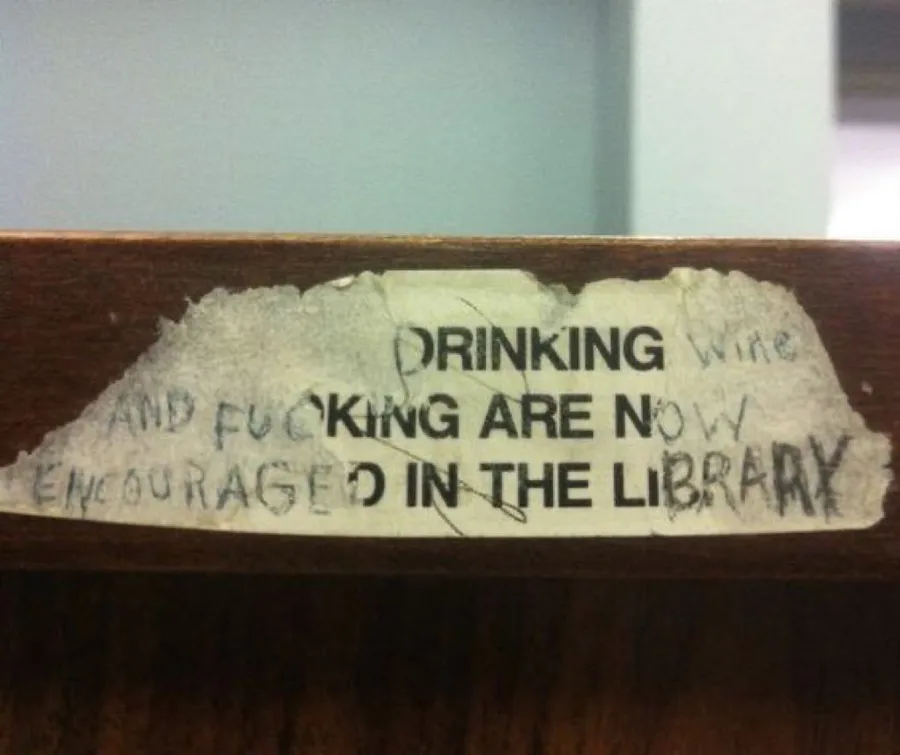 DRINKING Wine
AND FUCKING ARE NOW
ENCOURAGED IN THE LIBRARY